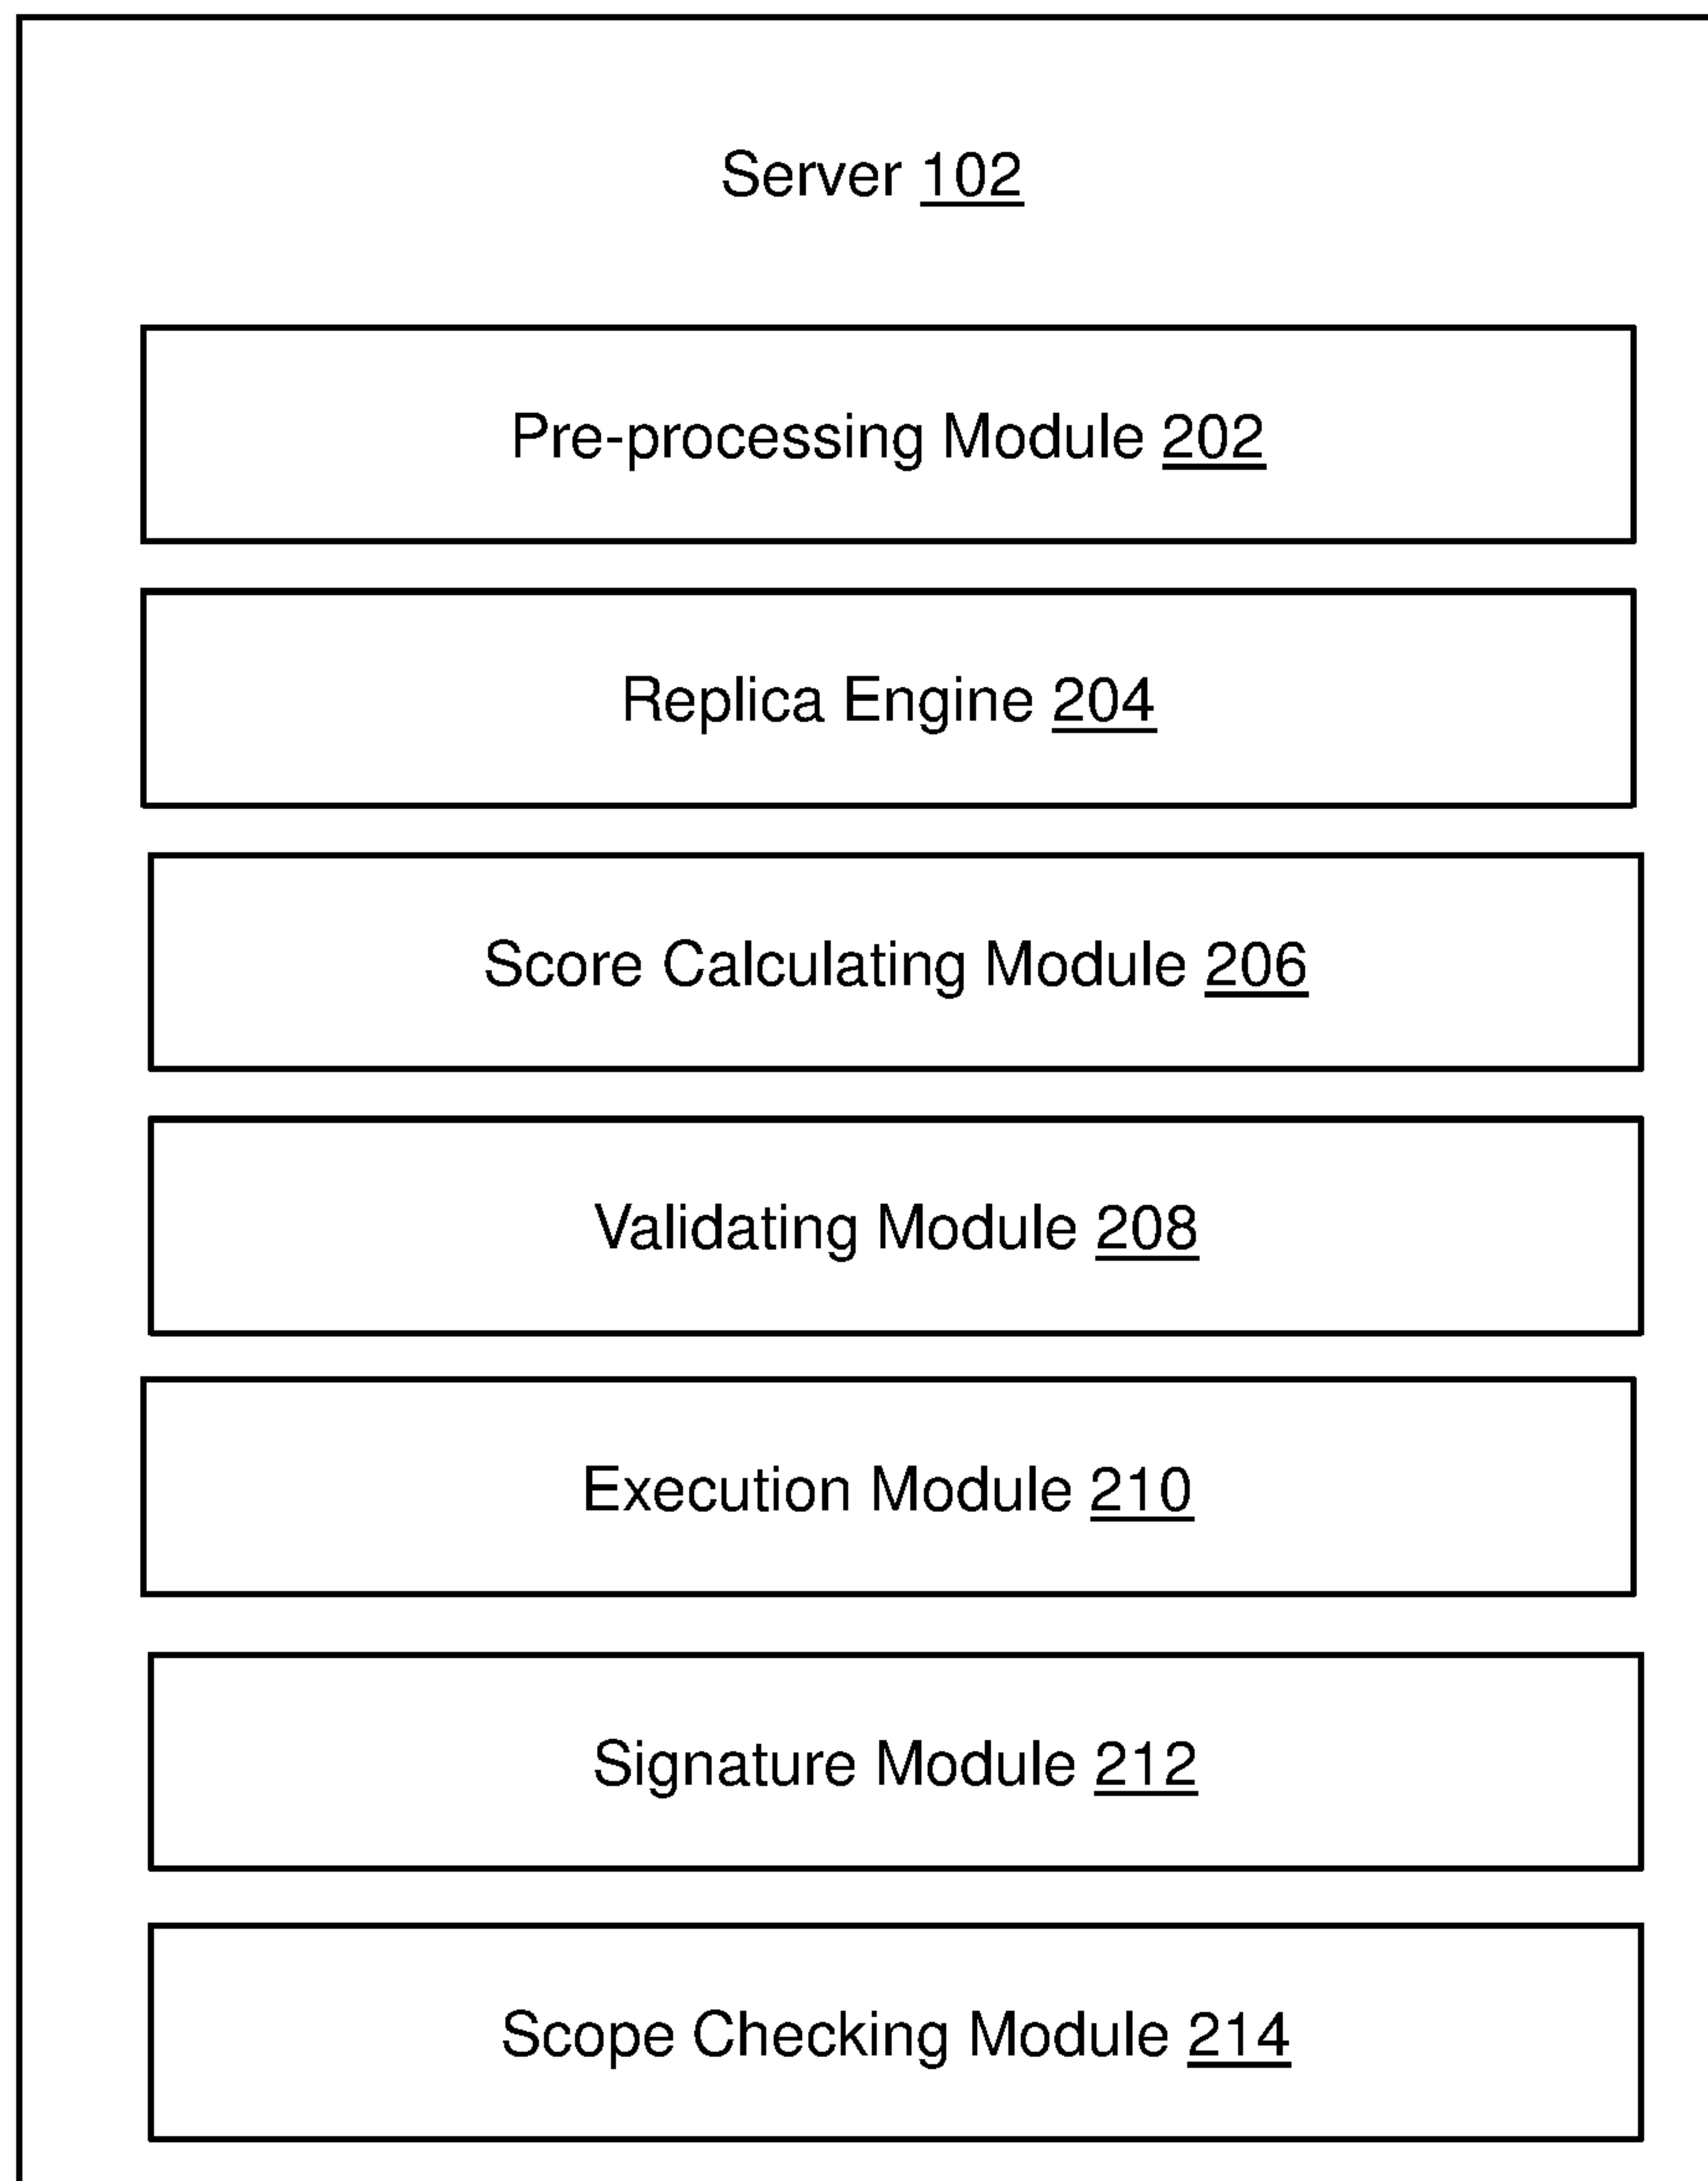 Server 102
Pre-processing Module 202
Replica Engine 204
Score Calculating Module 206
Validating Module 208
Execution Module 210
Signature Module 212
Scope Checking Module 214